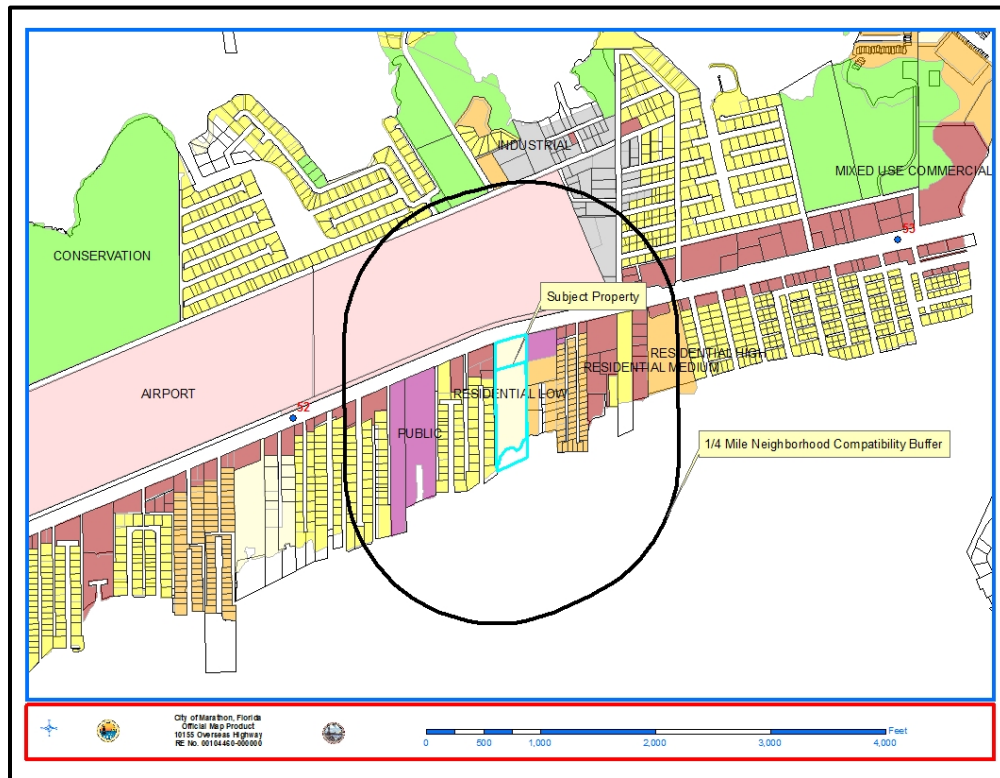 INDUSTRIAL
MIXED USE COMMERCIAL
53
CONSERVATION
Subject Property
RESIDENTIAL HIGH
RESIDENTIAL MEDIUM
AIRPORT
RESIDENTIAL LOW
52
PUBLIC
1/4 Mile Neighborhood Compatibility Buffer
City of Marathon, Florida
Official Map Product
10155 Overseas Highway
RE No. 00104460-000000
Feet
0 500 1,000 2,000 3,000 4,000